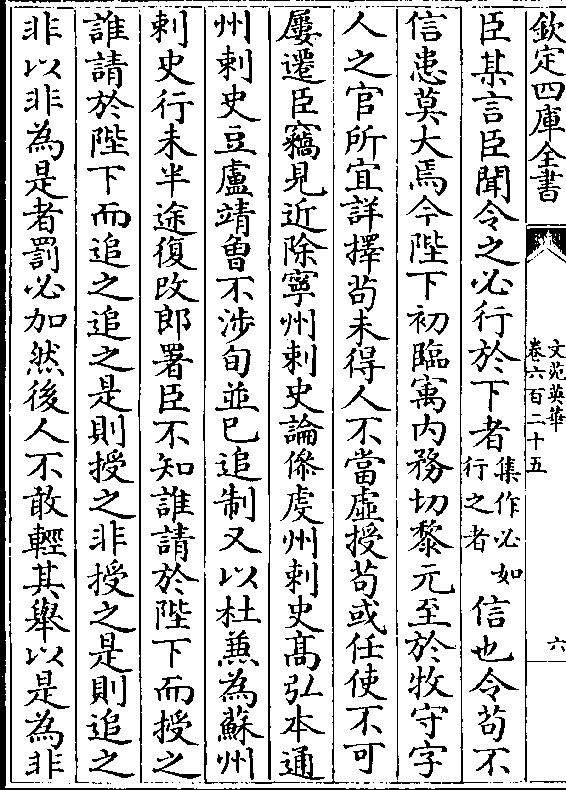 欽定四庫全書
文苑英華
卷六百二十五
六
臣某言臣聞令之必行於下者集作必如行之者信也令苟不
信患莫大焉今陛下初臨寓内務切黎元至於牧守字
人之官所宜詳擇苟未得人不當虛授苟或任使不可
屢遷臣竊見近除寧州刺史論傪虔州刺史高弘本通
州刺史豆盧靖曾不涉旬並已追制又以杜兼為蘇州
刺史行未半途復改郎署臣不知誰請於陛下而授之
誰請於陛下而追之追之是則授之非授之是則追之
非以非為是者罰必加然後人不敢輕其舉以是為非